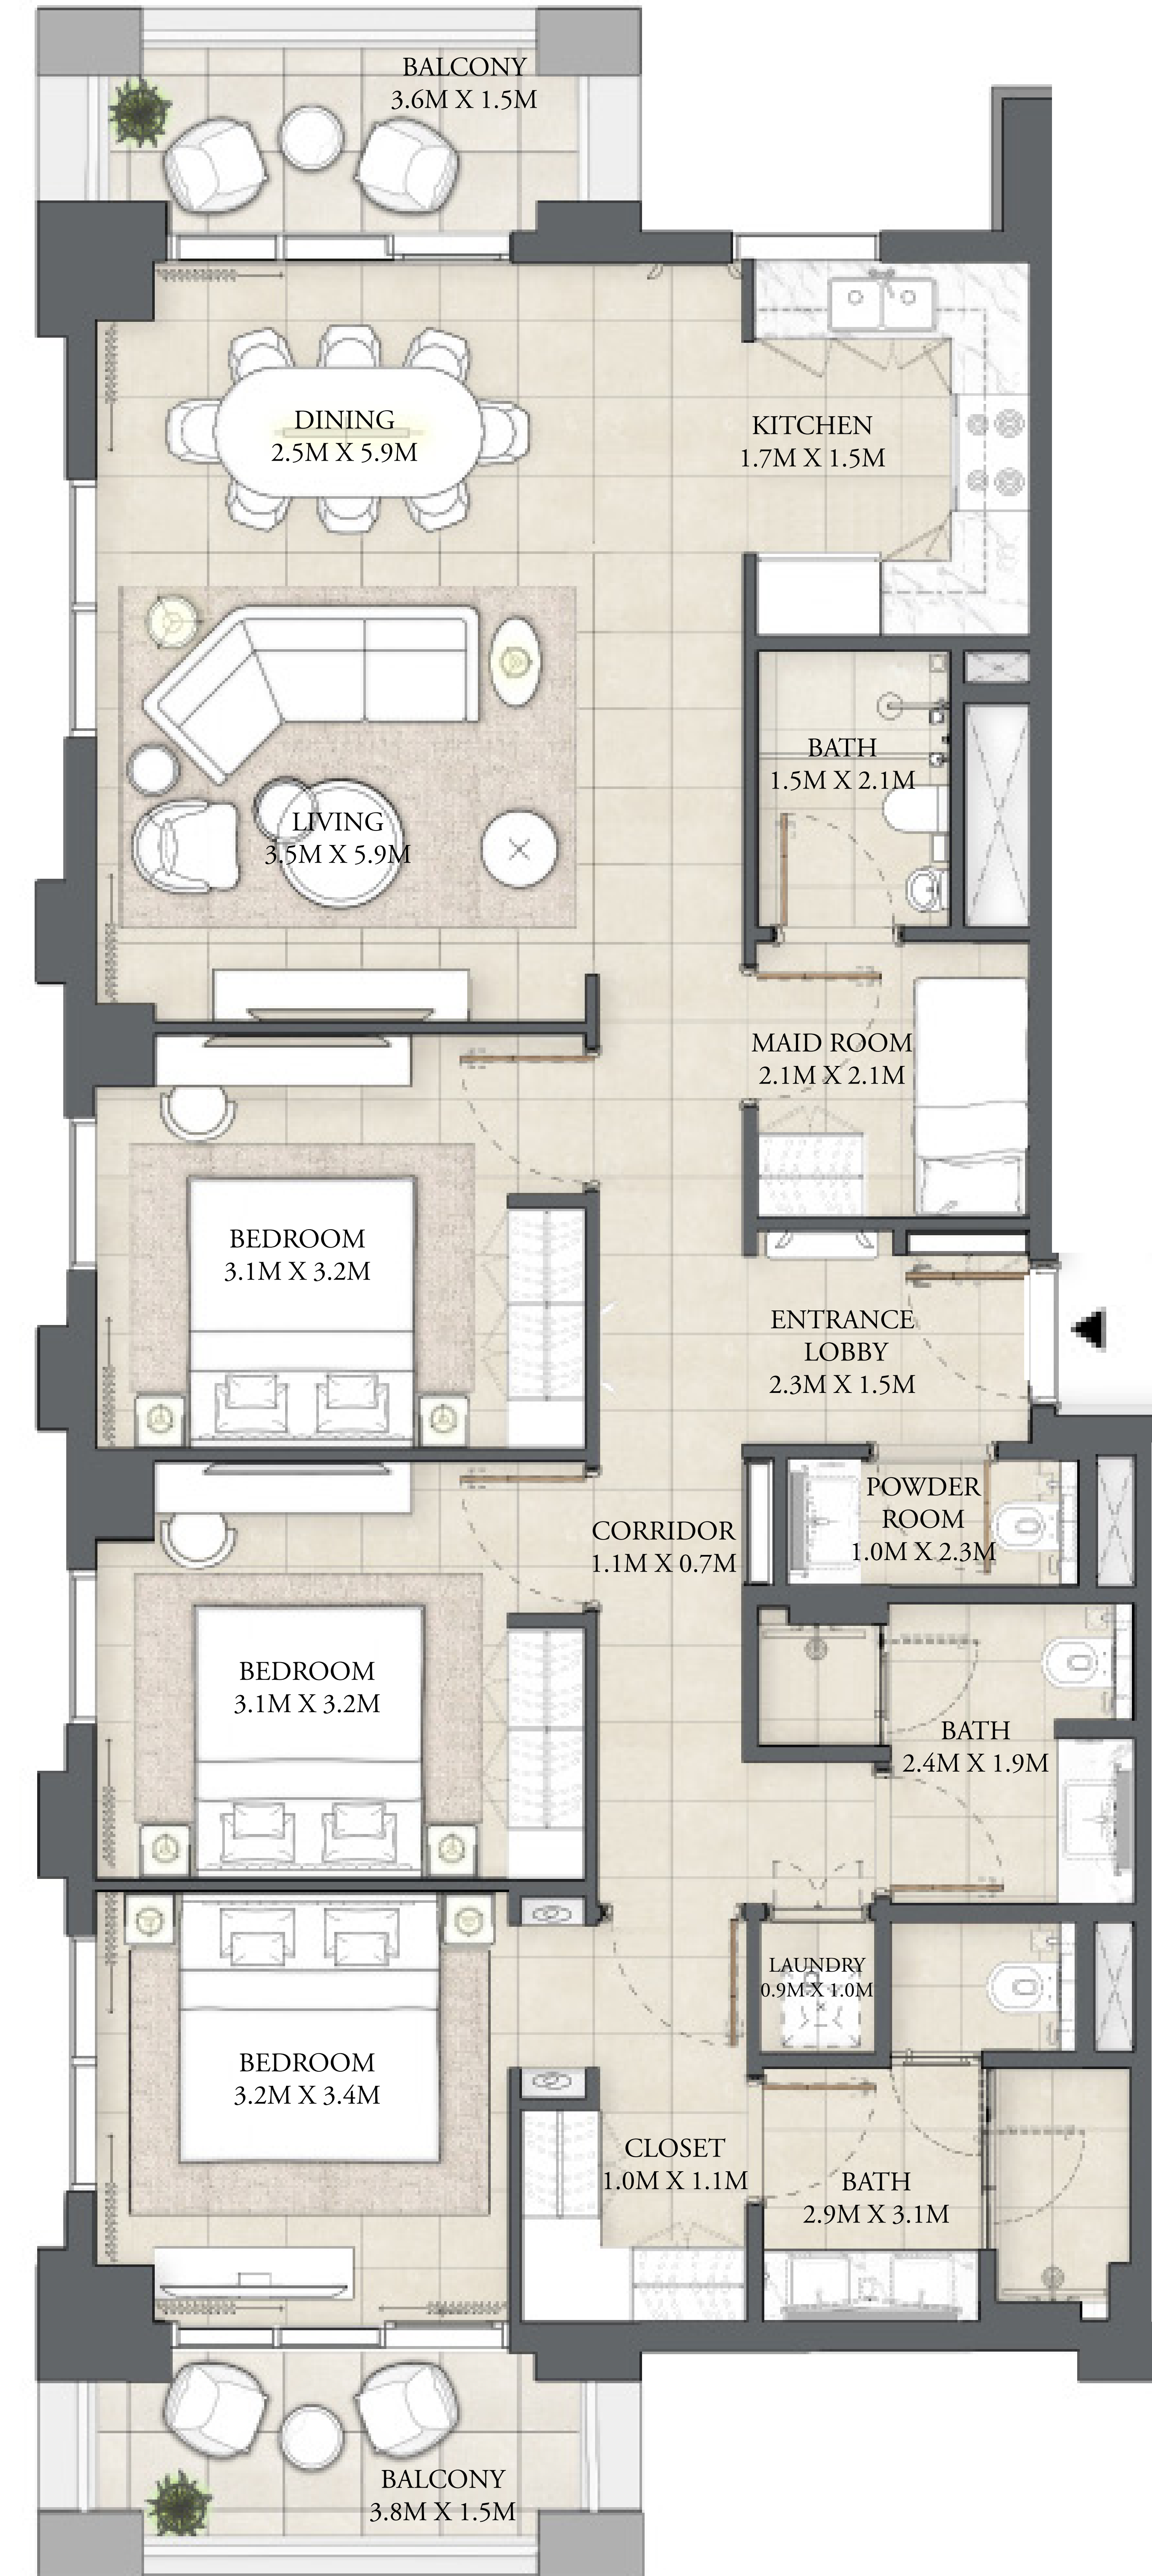 BALCONY
3.6M X 1.5M
DINING
2.5M X 5.9M
KITCHEN
1.7M X 1.5M
BATH
1.5M X 2.1M
LIVING
3.5M X 5.9M
MAID ROOM
2.1M X 2.1M
BEDROOM
3.1M X 3.2M
ENTRANCE
LOBBY
2.3M X 1.5M
POWDER
ROOM
1.0M X 2.3M
CORRIDOR
1.1M X 0.7M
BEDROOM
3.1M X 3.2M
BATH
2.4M X 1.9M
LAUNDRY
0.9M X 1.0M
BEDROOM
3.2M X 3.4M
CLOSET
1.0M X 1.1M
BATH
2.9M X 3.1M
BALCONY
3.8M X 1.5M